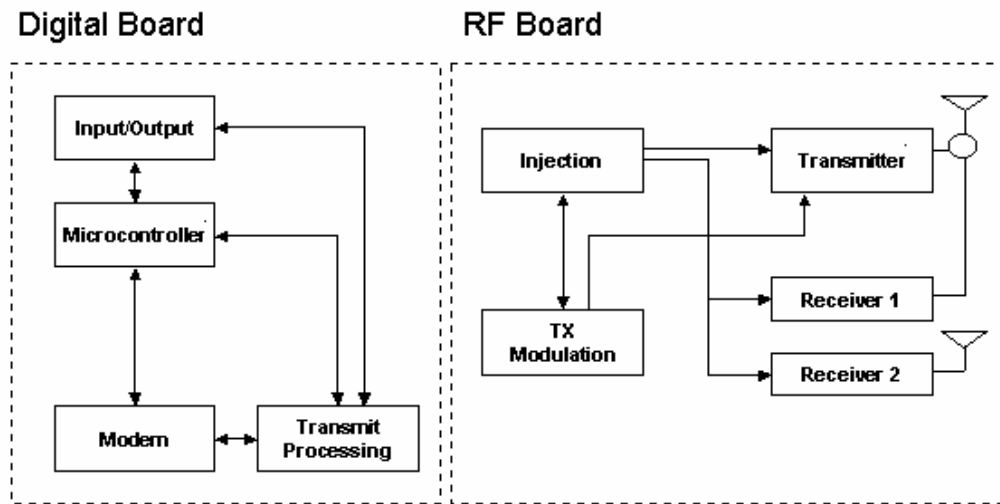 Digital Board
RF Board
Input/Output
Microcontroller
Modem
Transmit
Processing
Injection
TX
Modulation
Transmitter
Receiver 1
Receiver 2